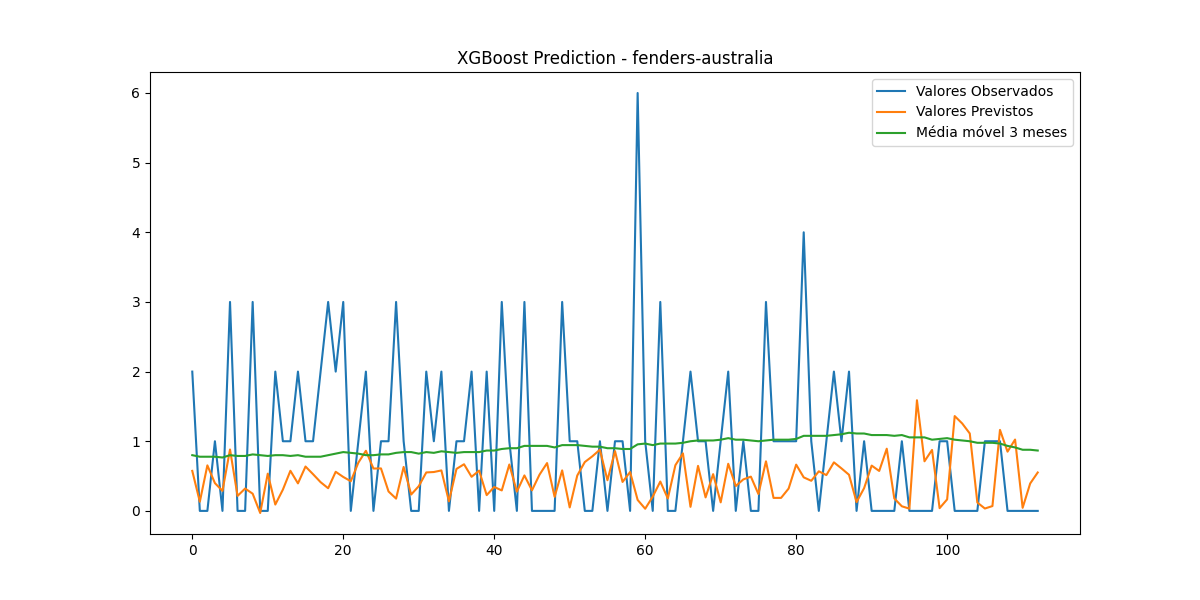 XGBoost Prediction - fenders-australia
Valores Observados
Valores Previstos
Média móvel 3 meses
6
5
4
3
2
1
0
0 20 40 60 80 100